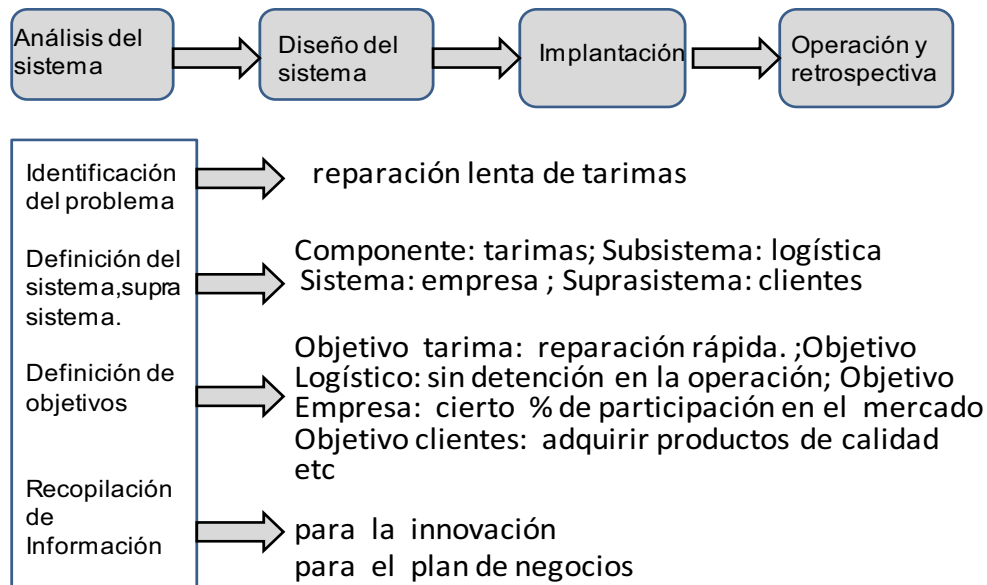 Análisis del
sistema
Diseño del
sistema
Implantación
Operación y
retrospectiva
Identificación
del problema
reparación lenta de tarimas
Definición del
sistema,supra
sistema.
Componente: tarimas; Subsistema: logística
Sistema: empresa ; Suprasistema: clientes
Definición de
objetivos
Objetivo tarima: reparación rápida. ;Objetivo
Logístico: sin detención en la operación; Objetivo
Empresa: cierto % de participación en el mercado
Objetivo clientes: adquirir productos de calidad
etc
Recopilación
de
Información
para la innovación
para el plan de negocios